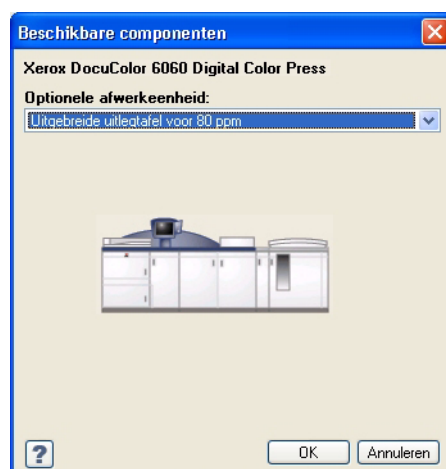 Beschikbare componenten
Xerox DocuColor 6060 Digital Color Press
Optionele afwerkeenheid:
Uitgebreide uitlegtafel voor 80 ppm
?
OK
Annuleren